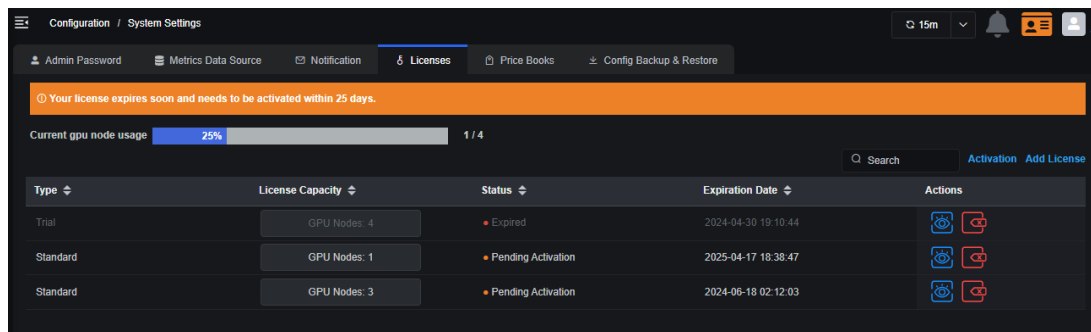 Configuration / System Settings
15m
Admin Password Metrics Data Source Notification Licenses Price Books Config Backup & Restore
Your license expires soon and needs to be activated within 25 days.
Current gpu node usage 25% 1 / 4
Search Activation Add License
Type License Capacity Status Expiration Date Actions
Trial GPU Nodes: 4 Expired 2024-04-30 19:10:44
Standard GPU Nodes: 1 Pending Activation 2025-04-17 18:38:47
Standard GPU Nodes: 3 Pending Activation 2024-06-18 02:12:03